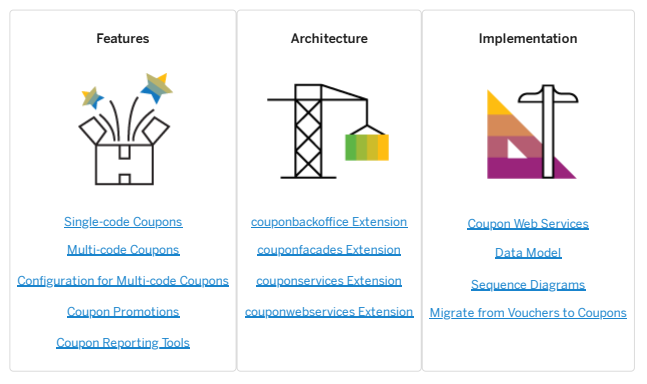 Features
Single-code Coupons
Multi-code Coupons
Configuration for Multi-code Coupons
Coupon Promotions
Coupon Reporting Tools
Architecture
couponbackoffice Extension
couponfacades Extension
couponservices Extension
couponwebservices Extension
Implementation
Coupon Web Services
Data Model
Sequence Diagrams
Migrate from Vouchers to Coupons